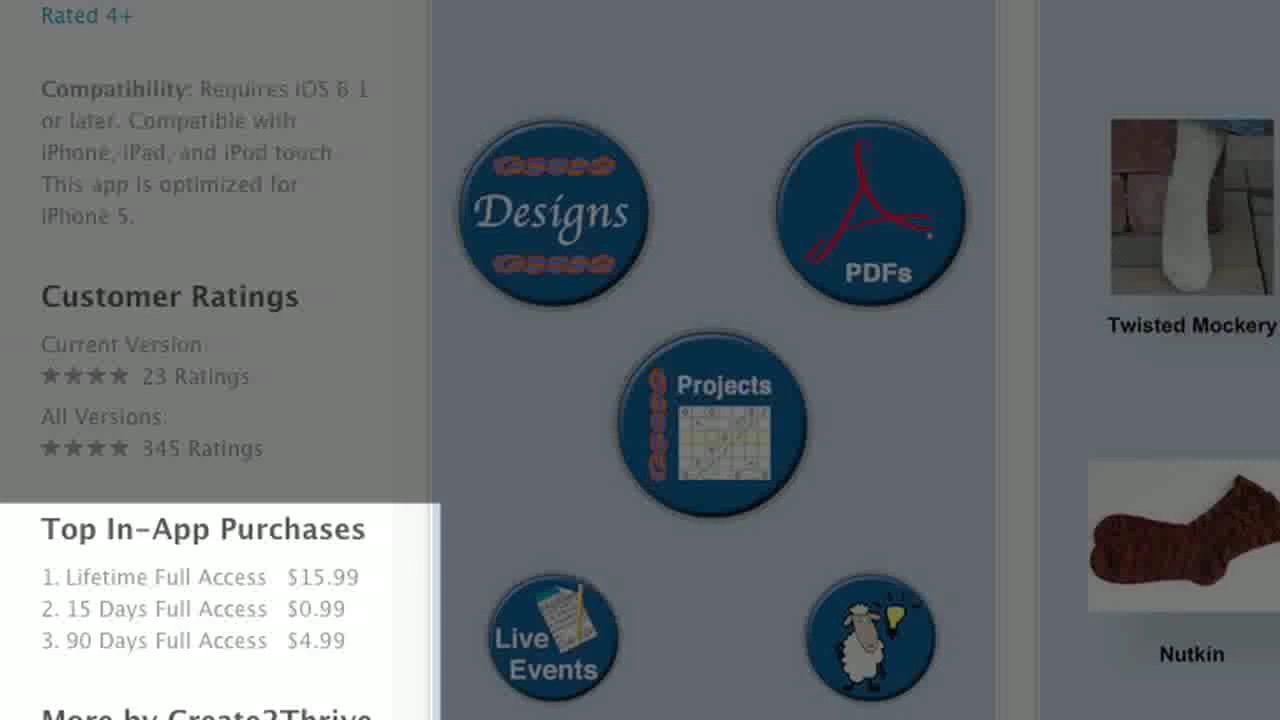 Rated 4+
Compatibility: Requires iOS 6.1
or later. Compatible with
iPhone, iPad, and iPod touch.
This app is optimized for
iPhone 5.
Customer Ratings
Current Version:
★★★★ 23 Ratings
All Versions:
★★★★ 345 Ratings
Top In-App Purchases
1. Lifetime Full Access $15.99
2. 15 Days Full Access $0.99
3. 90 Days Full Access $4.99
More by Create2Thrive
Designs
PDFs
Projects
Live
Events
Twisted Mockery
Nutkin